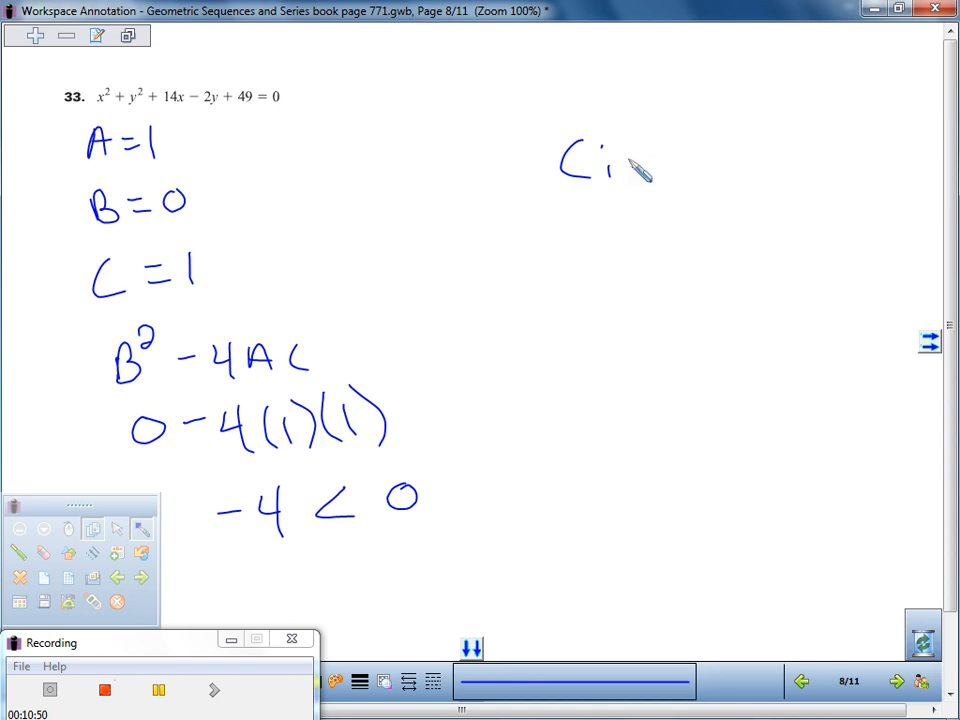 Workspace Annotation - Geometric Sequences and Series book page 771.gwb, Page 8/11 (Zoom 100%) *
33. x² + y² + 14x − 2y + 49 = 0
A = 1
Ci
B = 0
C = 1
B² - 4AC
0 - 4(1)(1)
-4 < 0
Recording
File Help
00:10:50
8/11